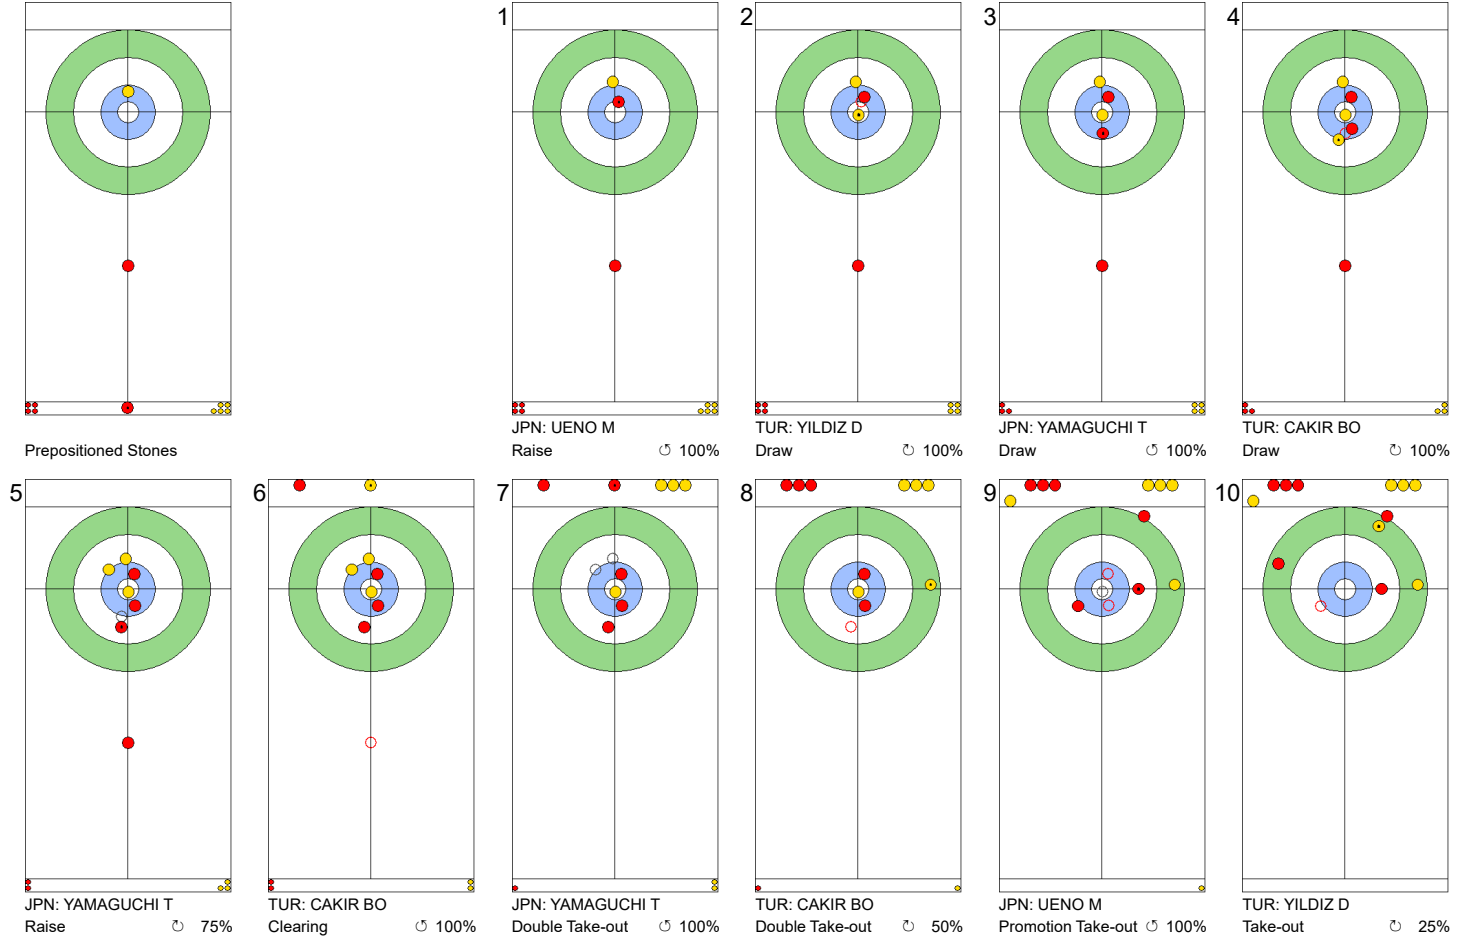 1
2
3
4
Prepositioned Stones
JPN: UENO M
Raise 100%
TUR: YILDIZ D
Draw 100%
JPN: YAMAGUCHI T
Draw 100%
TUR: CAKIR BO
Draw 100%
5
6
7
8
9
10
JPN: YAMAGUCHI T
Raise 75%
TUR: CAKIR BO
Clearing 100%
JPN: YAMAGUCHI T
Double Take-out 100%
TUR: CAKIR BO
Double Take-out 50%
JPN: UENO M
Promotion Take-out 100%
TUR: YILDIZ D
Take-out 25%